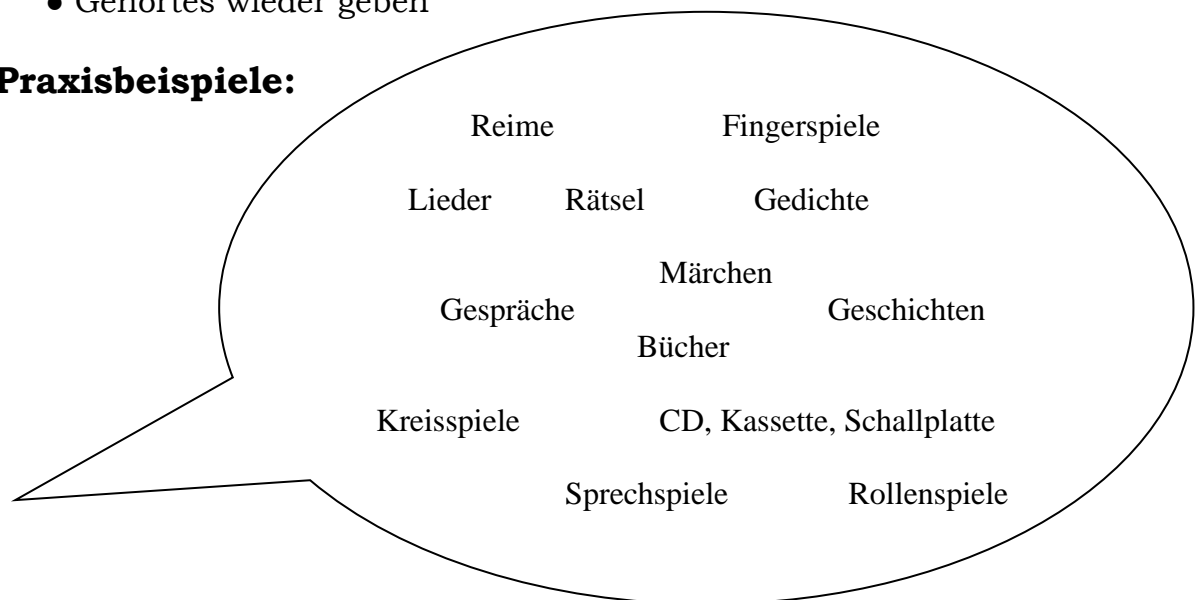 • Gehörtes wieder geben
Praxisbeispiele:
Reime Fingerspiele
Lieder Rätsel Gedichte
Märchen
Gespräche Geschichten
Bücher
Kreisspiele CD, Kassette, Schallplatte
Sprechspiele Rollenspiele